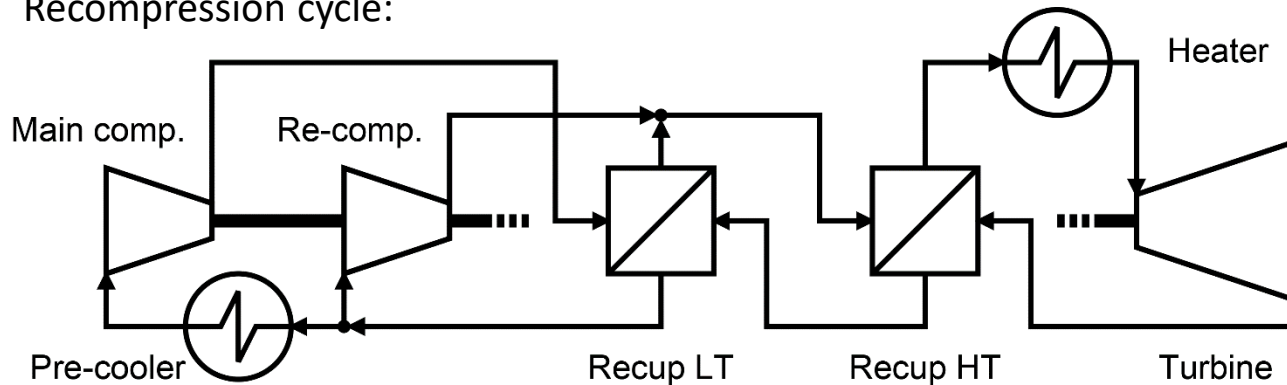 Recompression cycle:
Heater
Main comp.
Re-comp.
Pre-cooler
Recup LT
Recup HT
Turbine